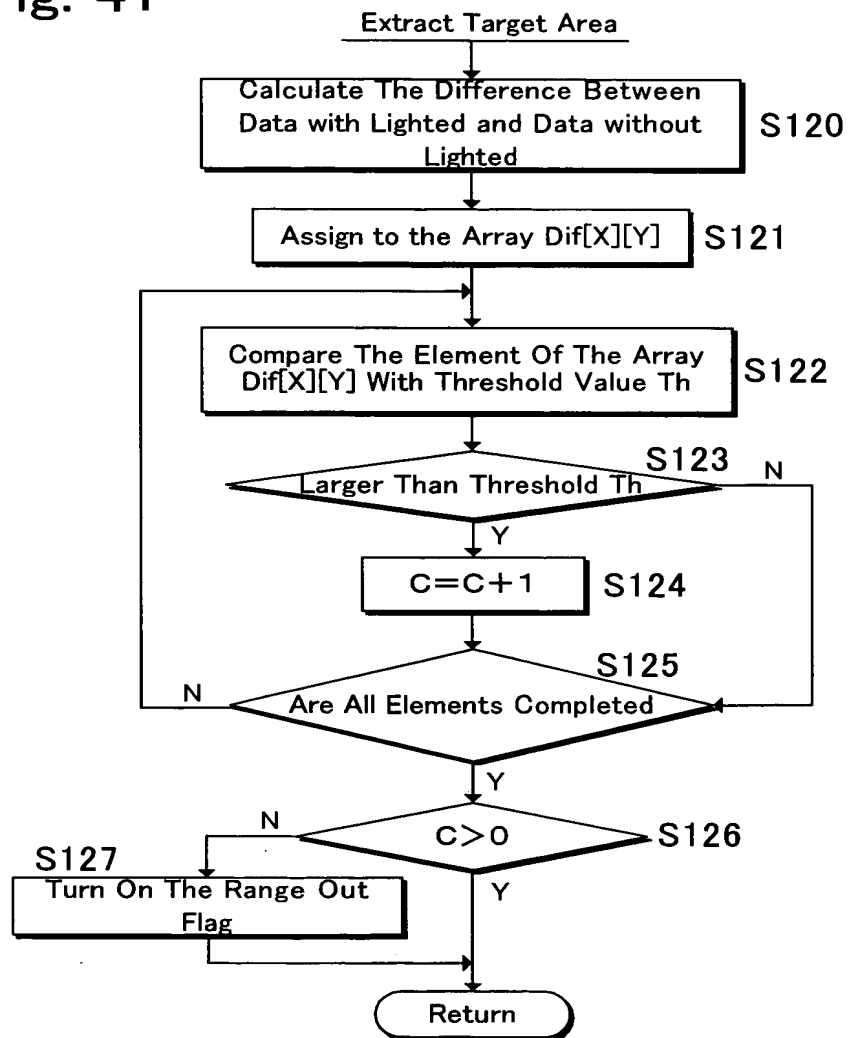 ig. 41
Extract Target Area
Calculate The Difference Between
Data with Lighted and Data without
Lighted
S120
Assign to the Array Dif[X][Y]
S121
Compare The Element Of The Array
Dif[X][Y] With Threshold Value Th
S122
S123
Larger Than Threshold Th
N
Y
C=C+1
S124
S125
N
Are All Elements Completed
Y
N
C>0
S126
S127
Y
Turn On The Range Out
Flag
Return